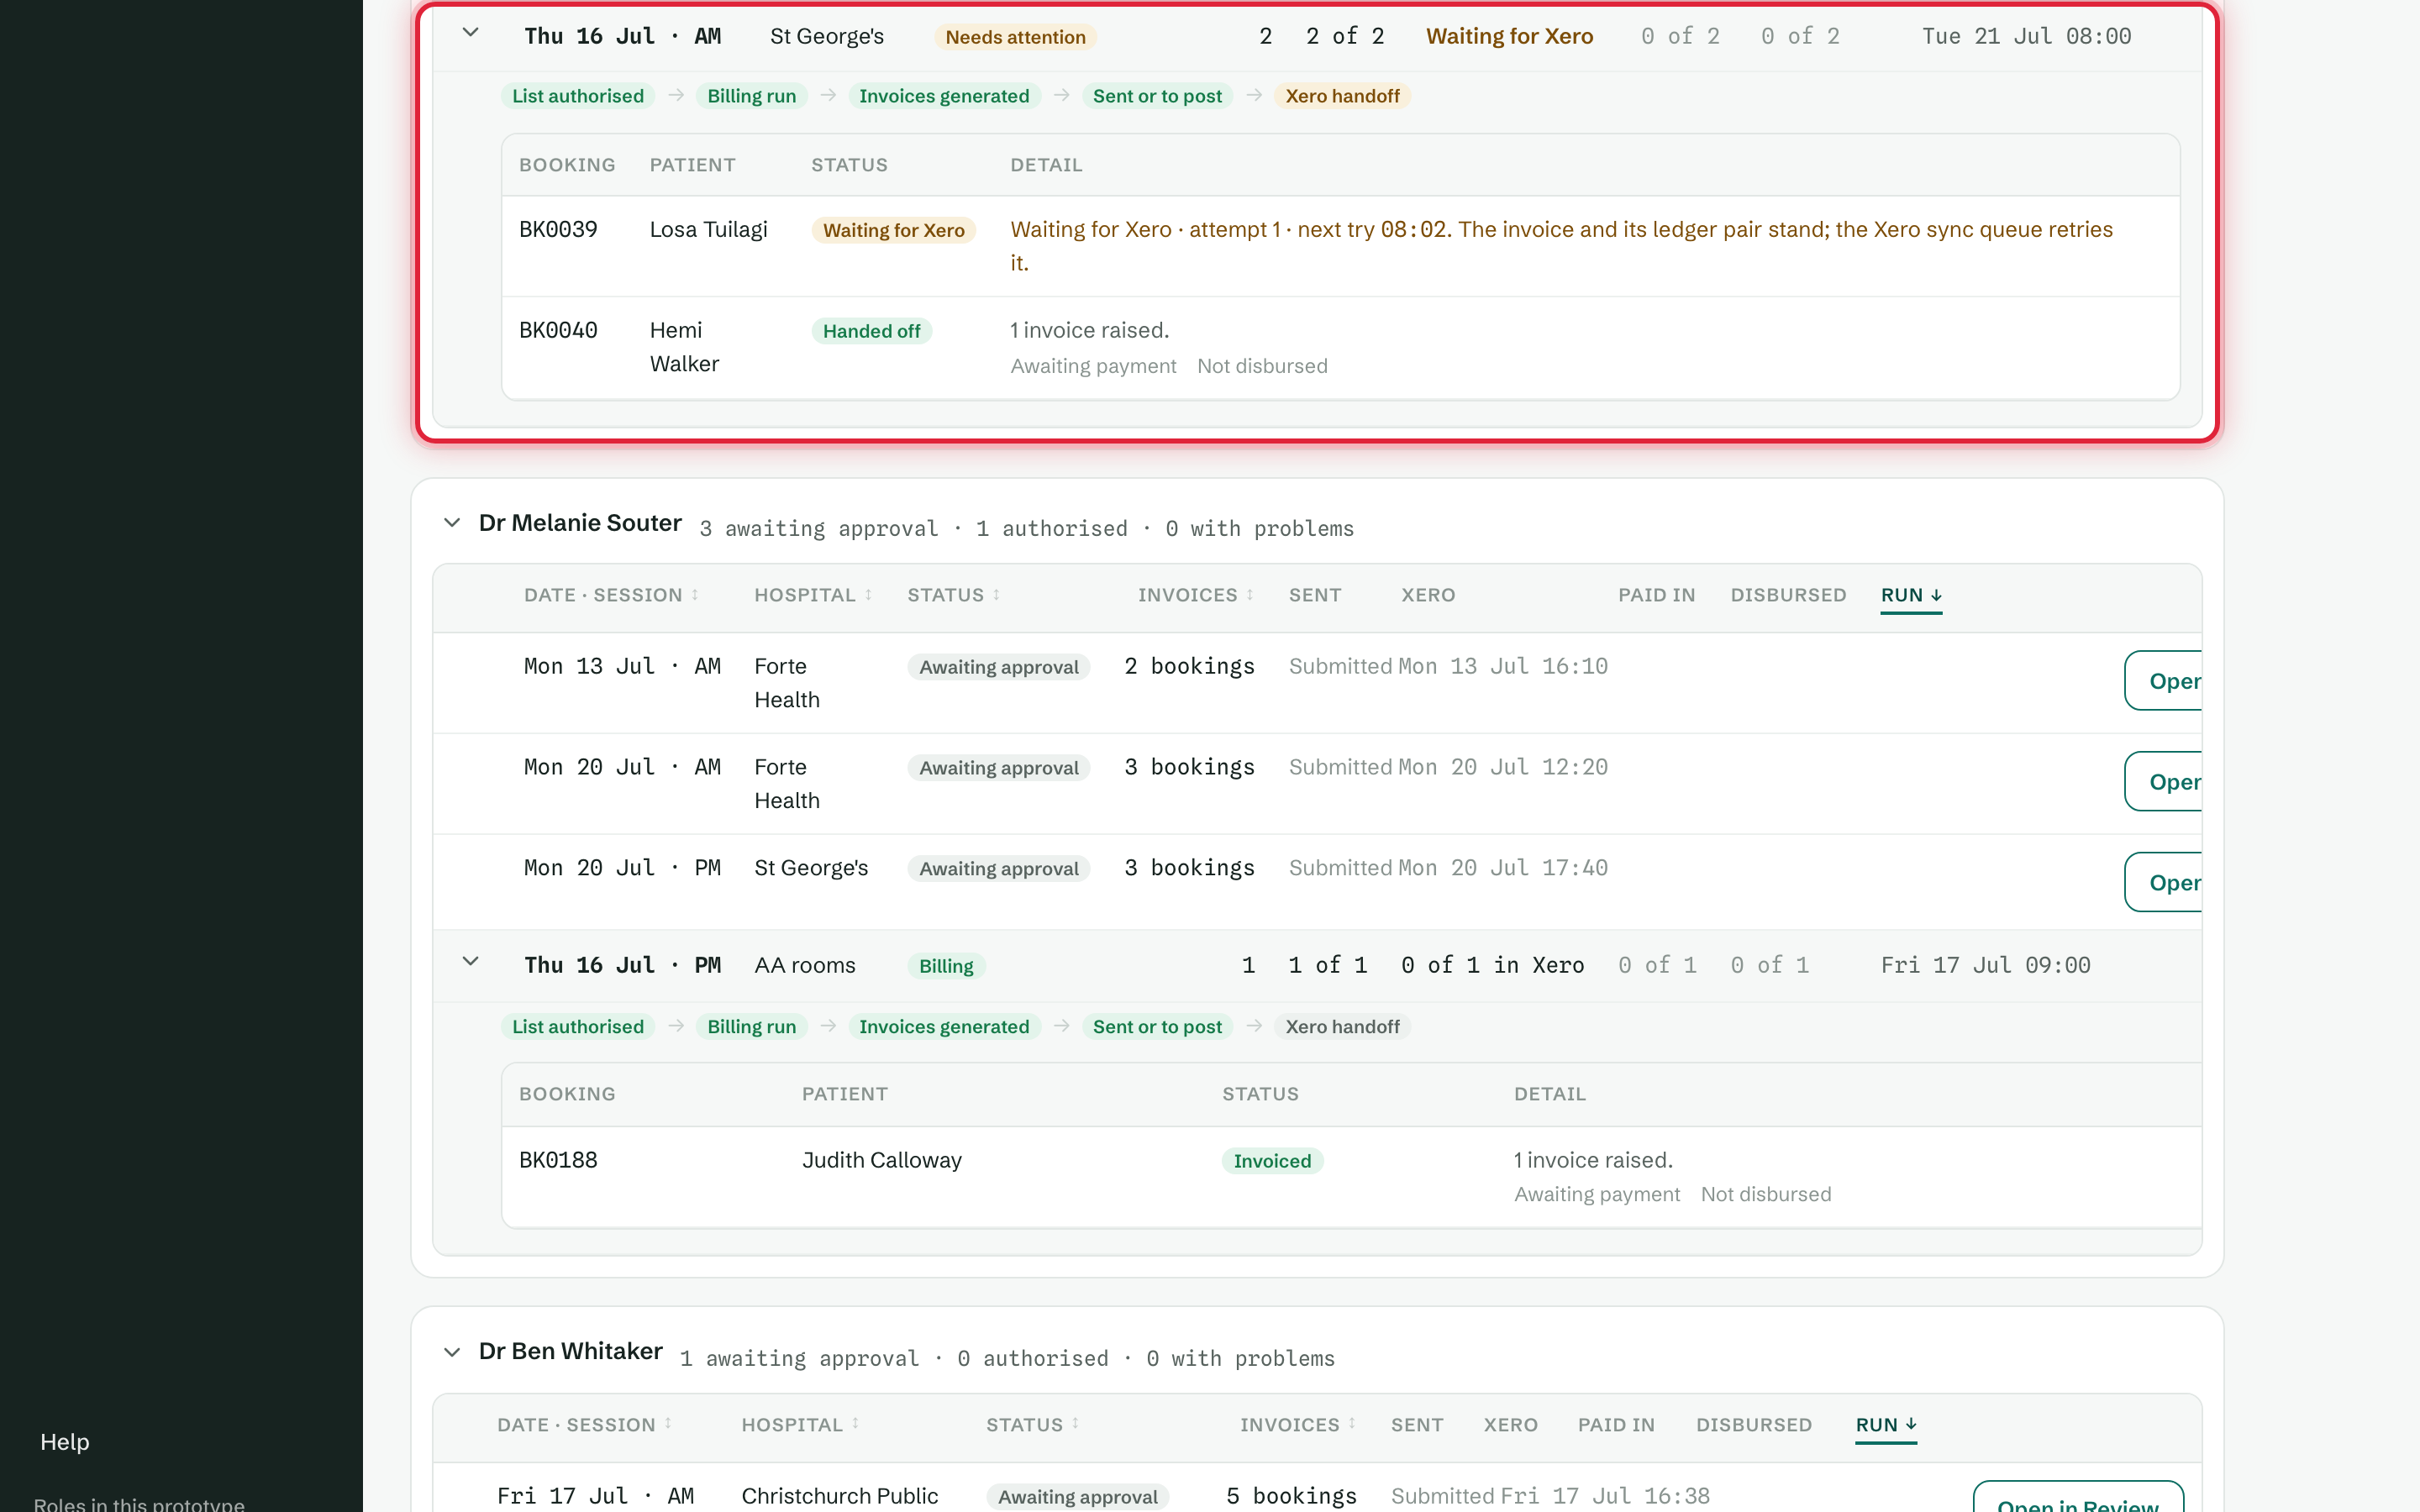 Thu 16 Jul · AM St George's Needs attention 2 2 of 2 Waiting for Xero 0 of 2 0 of 2 Tue 21 Jul 08:00
List authorised → Billing run → Invoices generated → Sent or to post → Xero handoff
BOOKING PATIENT STATUS DETAIL
BK0039 Losa Tuilagi Waiting for Xero Waiting for Xero · attempt 1 · next try 08:02. The invoice and its ledger pair stand; the Xero sync queue retries
it.
BK0040 Hemi Handed off 1 invoice raised.
Walker Awaiting payment Not disbursed
Dr Melanie Souter 3 awaiting approval · 1 authorised · 0 with problems
DATE · SESSION ↕ HOSPITAL ↕ STATUS ↕ INVOICES ↕ SENT XERO PAID IN DISBURSED RUN ↓
Mon 13 Jul · AM Forte Awaiting approval 2 bookings Submitted Mon 13 Jul 16:10 Oper
Health
Mon 20 Jul · AM Forte Awaiting approval 3 bookings Submitted Mon 20 Jul 12:20 Oper
Health
Mon 20 Jul · PM St George's Awaiting approval 3 bookings Submitted Mon 20 Jul 17:40 Oper
Thu 16 Jul · PM AA rooms Billing 1 1 of 1 0 of 1 in Xero 0 of 1 0 of 1 Fri 17 Jul 09:00
List authorised → Billing run → Invoices generated → Sent or to post → Xero handoff
BOOKING PATIENT STATUS DETAIL
BK0188 Judith Calloway Invoiced 1 invoice raised.
Awaiting payment Not disbursed
Dr Ben Whitaker 1 awaiting approval · 0 authorised · 0 with problems
DATE · SESSION ↕ HOSPITAL ↕ STATUS ↕ INVOICES ↕ SENT XERO PAID IN DISBURSED RUN ↓
Fri 17 Jul · AM Christchurch Public Awaiting approval 5 bookings Submitted Fri 17 Jul 16:38 Open in Review
Help
Roles in this prototype